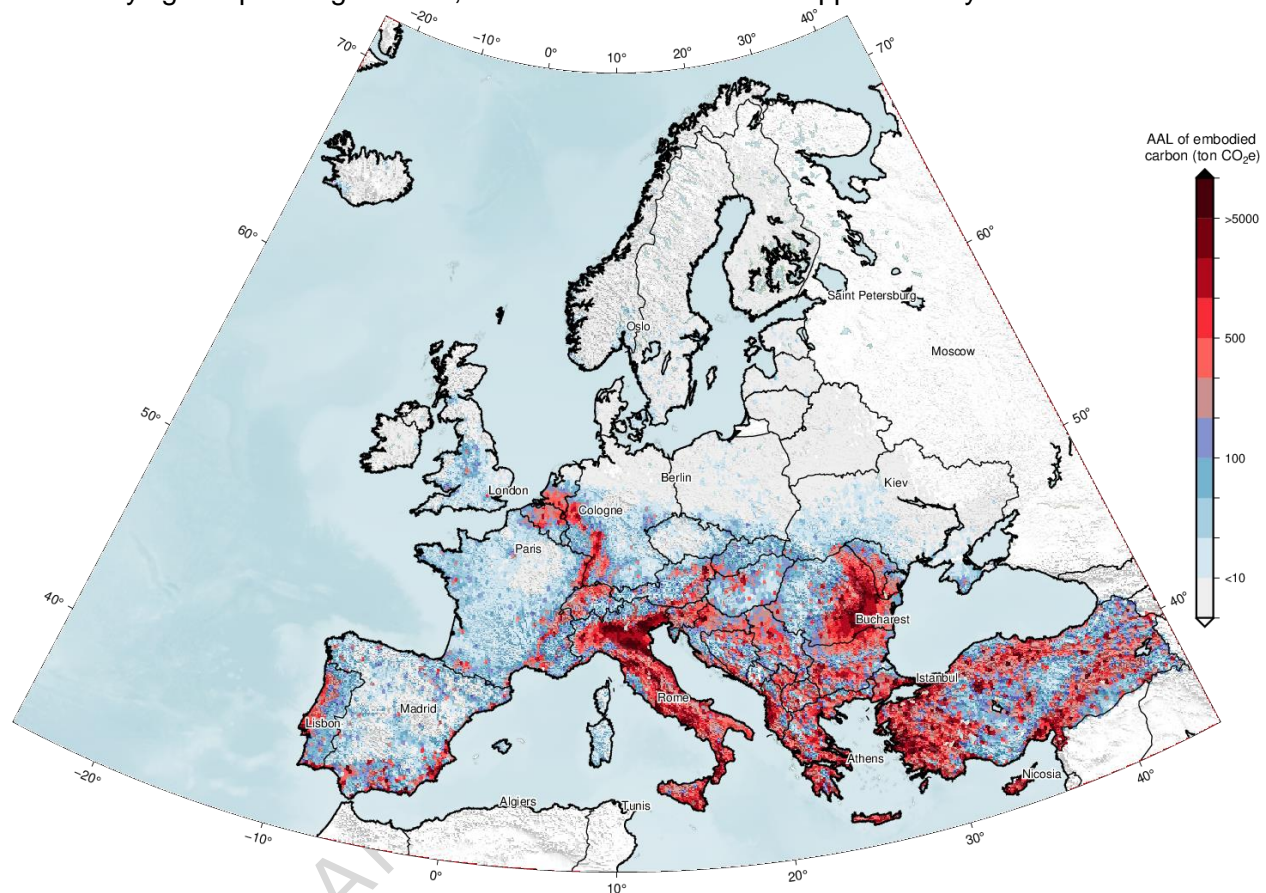 −20° 40°
70° −10° 0° 10° 20° 30° 70°
AAL of embodied
carbon (ton CO₂e)
>5000
60° 60°
Saint Petersburg
Oslo
500
Moscow
50° 50°
100
London Berlin Kiev
Cologne
Paris
<10
40° 40°
Bucharest
Istanbul
Rome
Lisbon Madrid
Athens
Nicosia
−20° 40°
Algiers Tunis
−10° 30°
0° 10° 20°